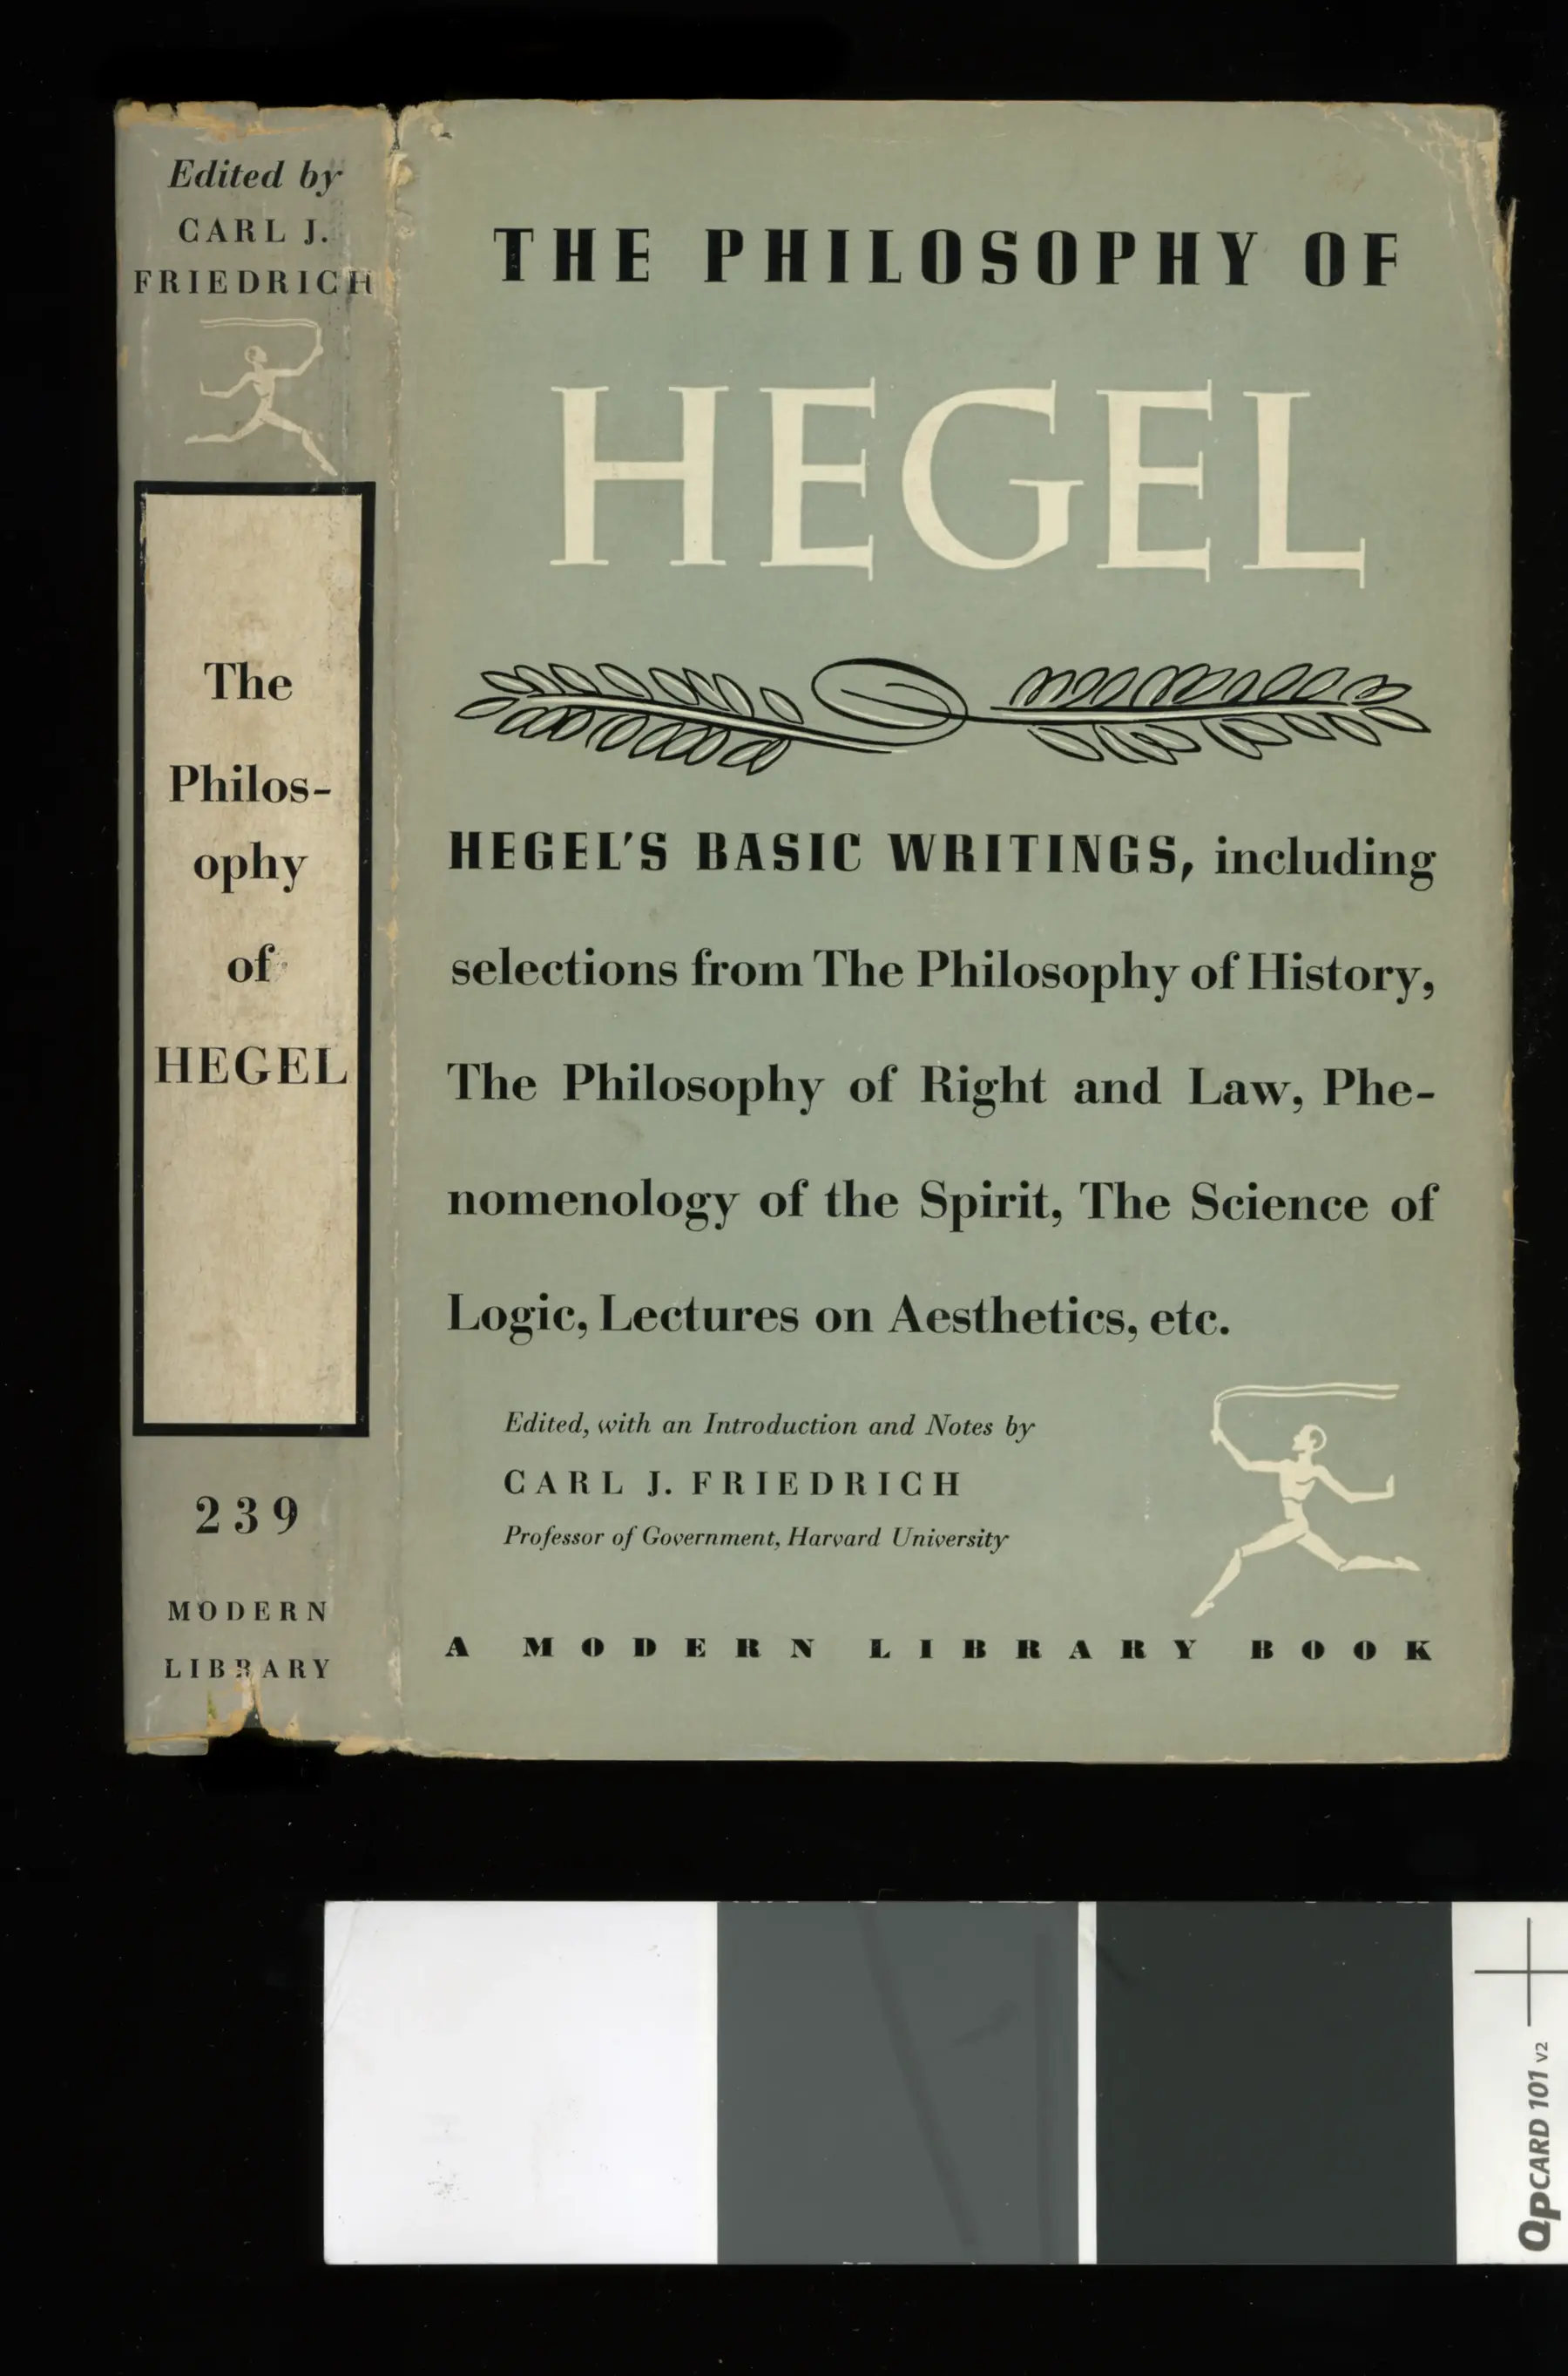 Edited by
CARL J.
FRIEDRICH
The
Philos-
ophy
of
HEGEL
239
MODERN
LIBRARY
THE PHILOSOPHY OF
HEGEL
HEGEL'S BASIC WRITINGS, including
selections from The Philosophy of History,
The Philosophy of Right and Law, Phe-
nomenology of the Spirit, The Science of
Logic, Lectures on Aesthetics, etc.
Edited, with an Introduction and Notes by
CARL J. FRIEDRICH
Professor of Government, Harvard University
A MODERN LIBRARY BOOK
QPCARD 101 v2